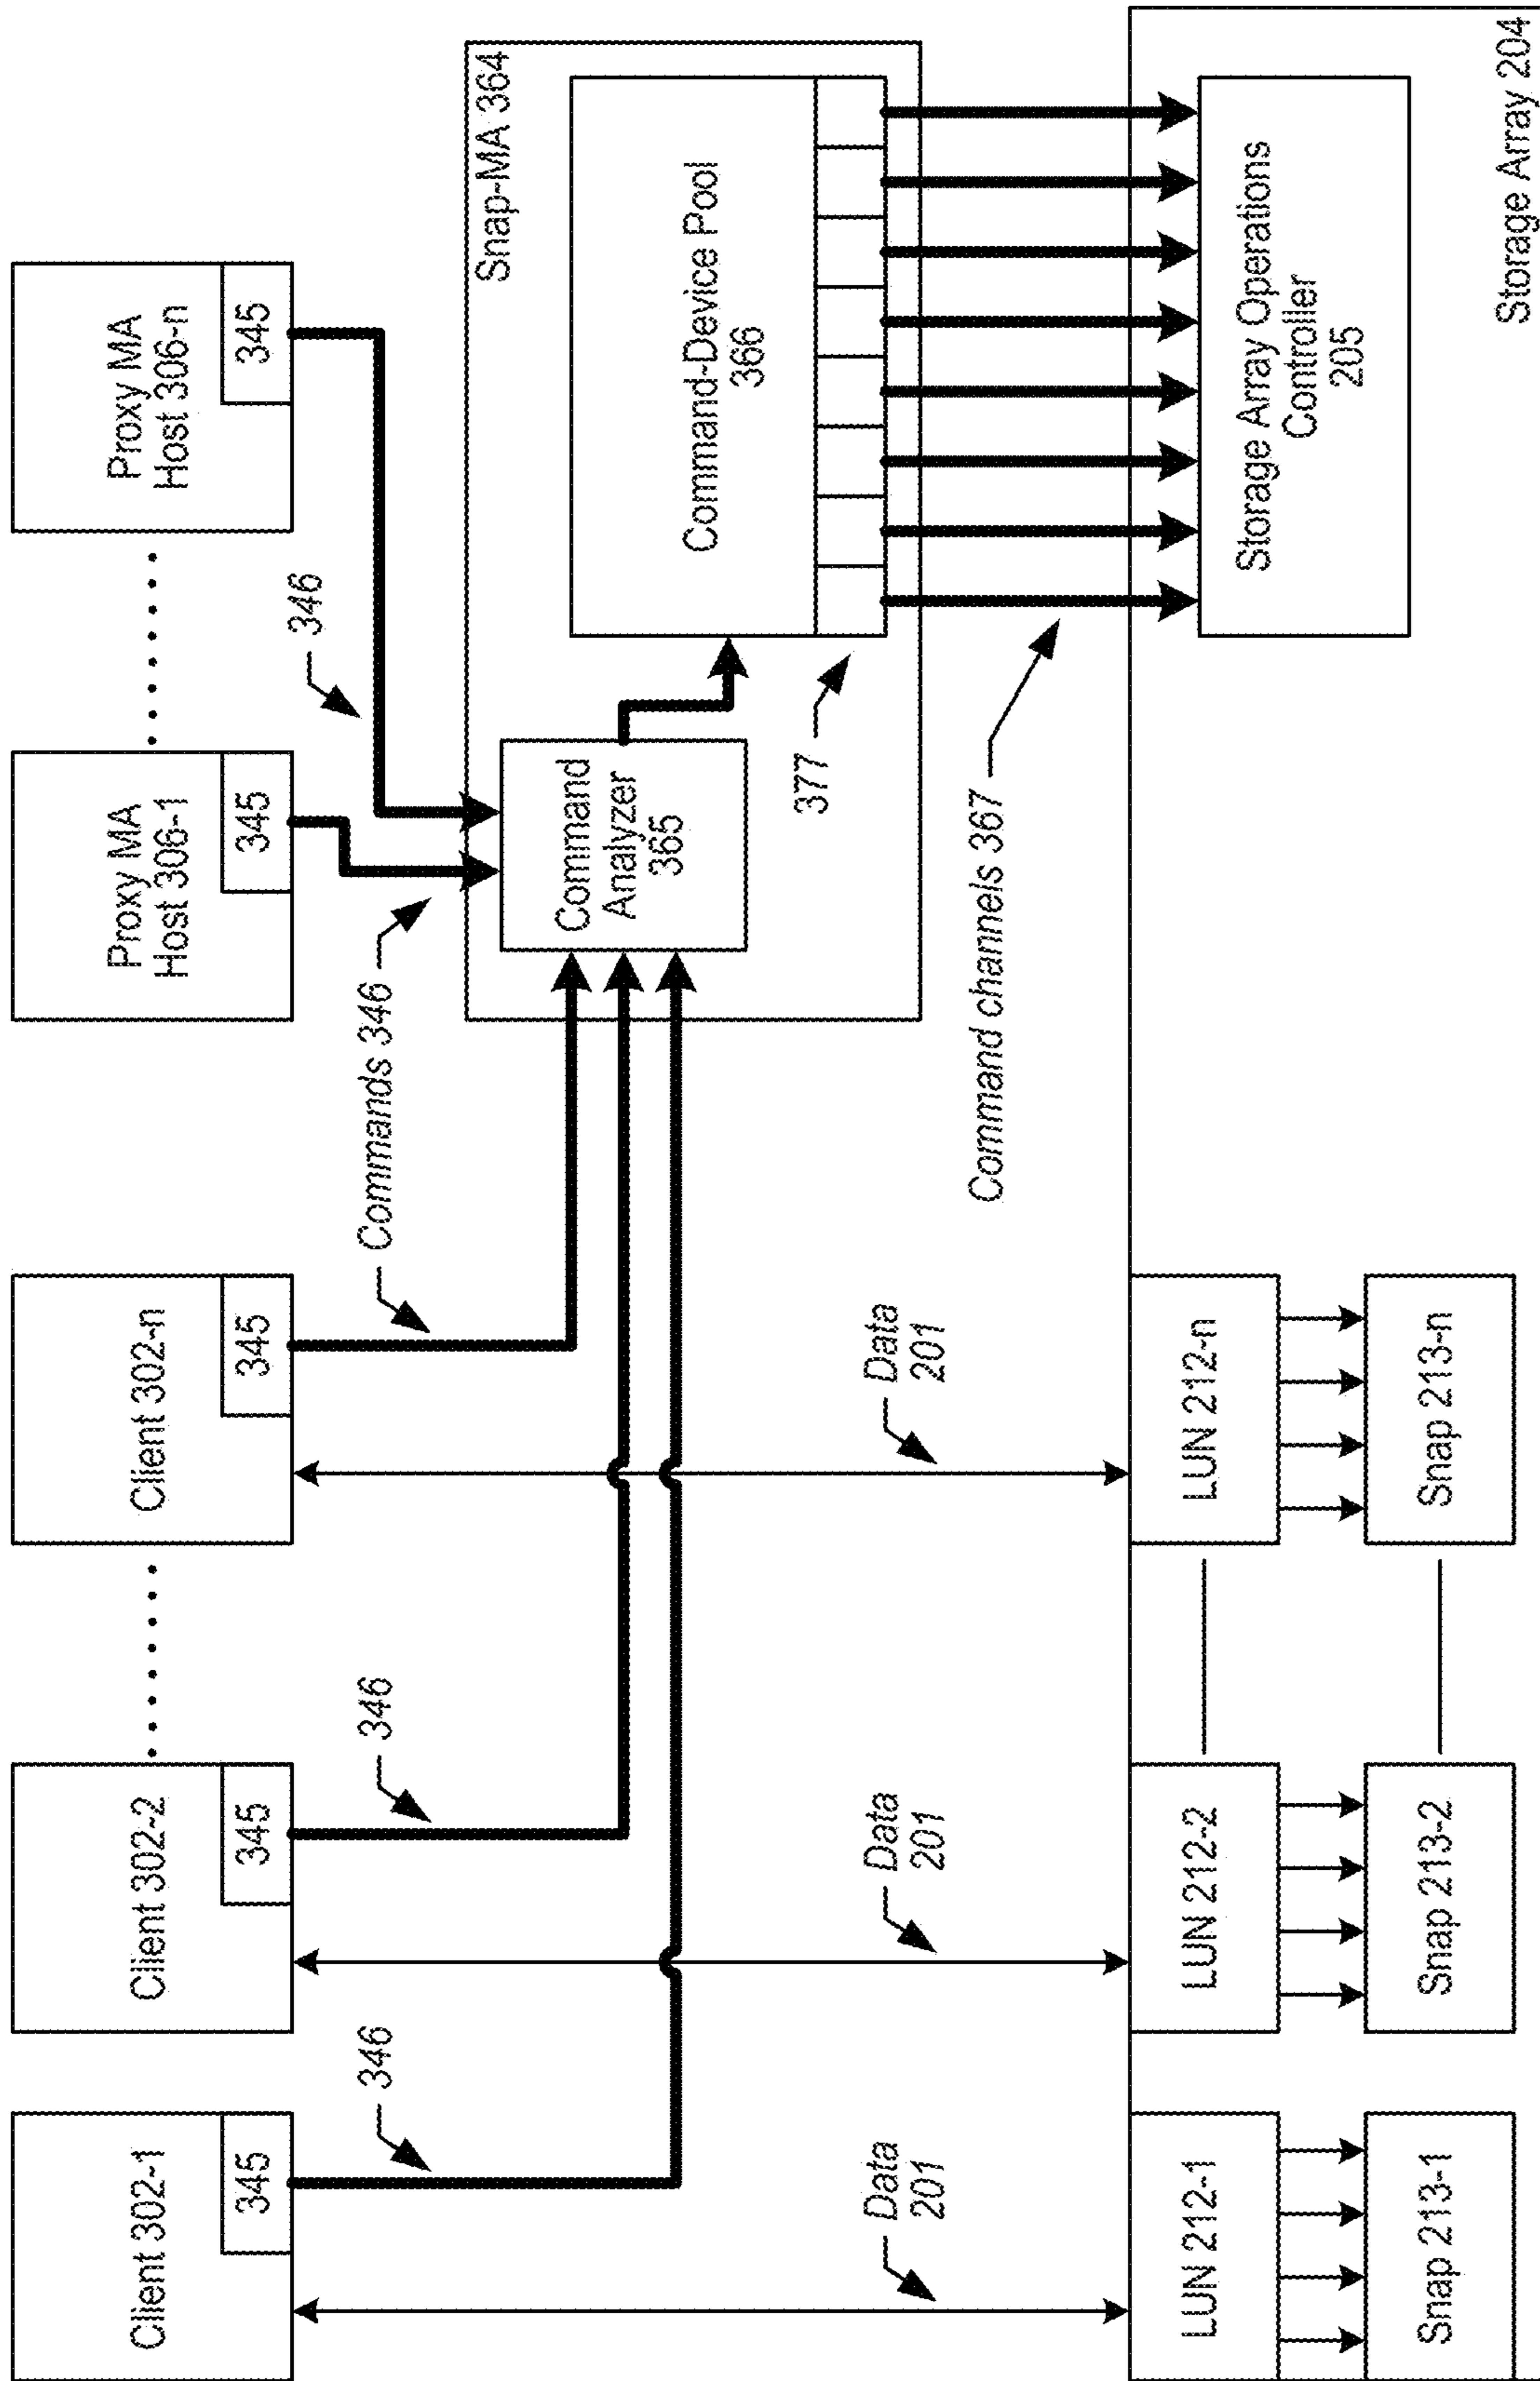 Client 302-1
345
Client 302-2
345
Client 302-n
345
Proxy MA
Host 306-1
345
Proxy MA
Host 306-n
345
346
346
Commands 346
346
Snap-MA 364
Command
Analyzer
365
Command-Device Pool
366
377
Data
201
Data
201
Data
201
Command channels 367
LUN 212-1
LUN 212-2
LUN 212-n
Storage Array Operations
Controller
205
Snap 213-1
Snap 213-2
Snap 213-n
Storage Array 204